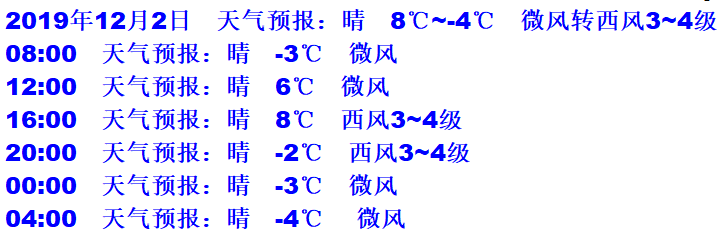 2019年12月2日 天气预报：晴 8℃~-4℃ 微风转西风3~4级
08:00 天气预报：晴 -3℃ 微风
12:00 天气预报：晴 6℃ 微风
16:00 天气预报：晴 8℃ 西风3~4级
20:00 天气预报：晴 -2℃ 西风3~4级
00:00 天气预报：晴 -3℃ 微风
04:00 天气预报：晴 -4℃ 微风